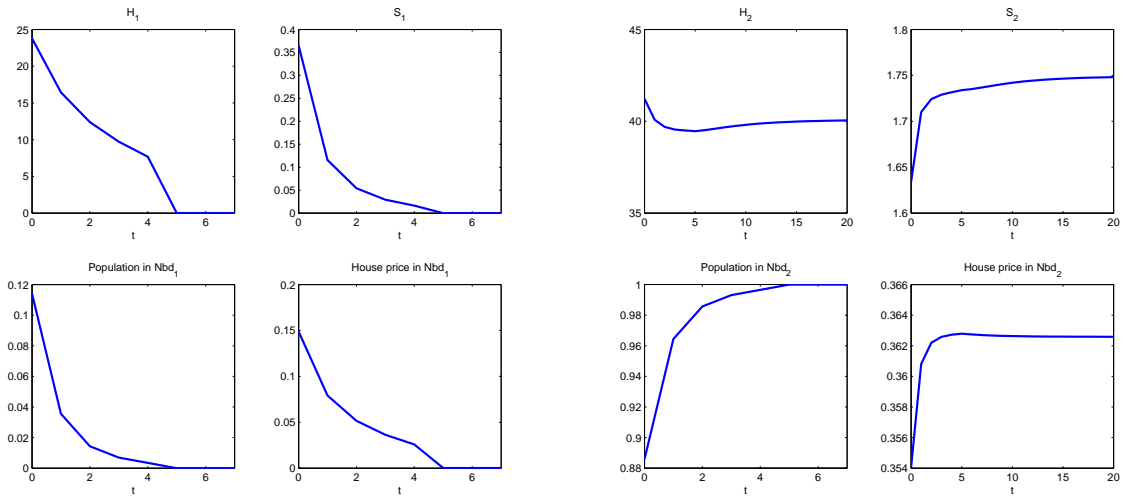 H1 S1 H2 S2
25 0.4 45 1.8
20 0.35
0.3 1.75
15 0.25
0.2 40 1.7
10 0.15
0.1 1.65
5 0.05
0 0 35 1.6
0 2 4 6 0 2 4 6 0 5 10 15 20 0 5 10 15 20
t t t t
Population in Nbd1 House price in Nbd1 Population in Nbd2 House price in Nbd2
0.12 0.2 1 0.366
0.1 0.98 0.364
0.15
0.08 0.96 0.362
0.06 0.1 0.94 0.36
0.04 0.92 0.358
0.05
0.02 0.9 0.356
0 0 0.88 0.354
0 2 4 6 0 2 4 6 0 2 4 6 0 5 10 15 20
t t t t